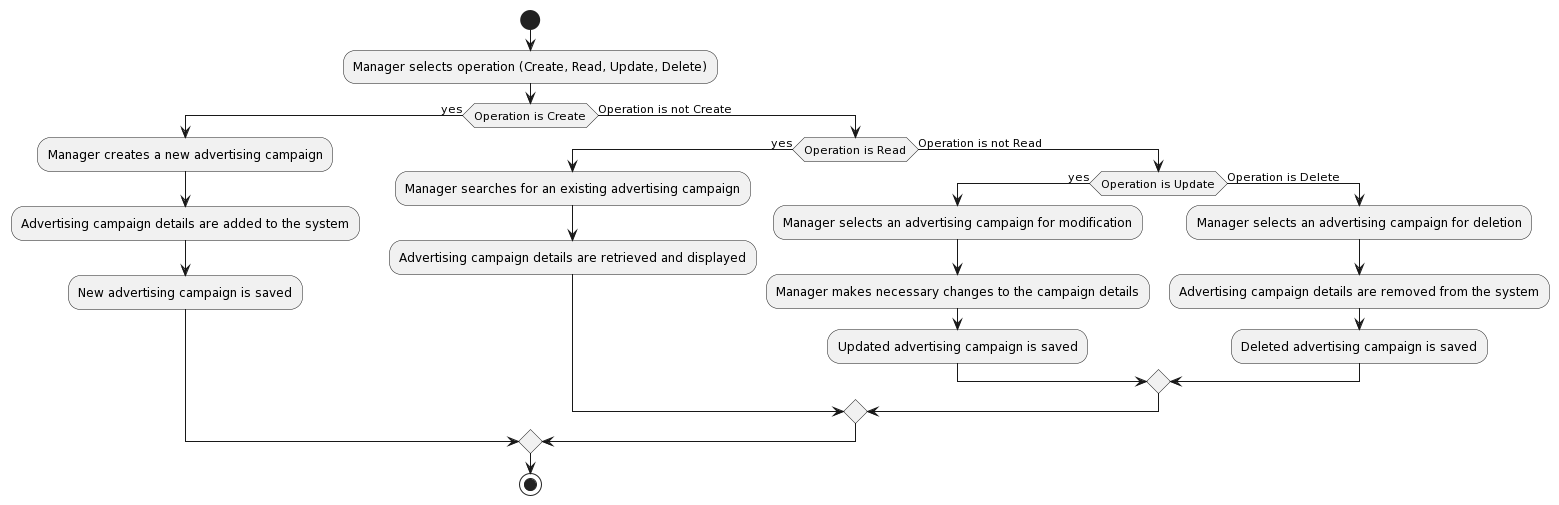 Manager selects operation (Create, Read, Update, Delete)
yes
Operation is Create
Operation is not Create
Manager creates a new advertising campaign
Advertising campaign details are added to the system
New advertising campaign is saved
yes
Operation is Read
Operation is not Read
Manager searches for an existing advertising campaign
Advertising campaign details are retrieved and displayed
yes
Operation is Update
Operation is Delete
Manager selects an advertising campaign for modification
Manager makes necessary changes to the campaign details
Updated advertising campaign is saved
Manager selects an advertising campaign for deletion
Advertising campaign details are removed from the system
Deleted advertising campaign is saved